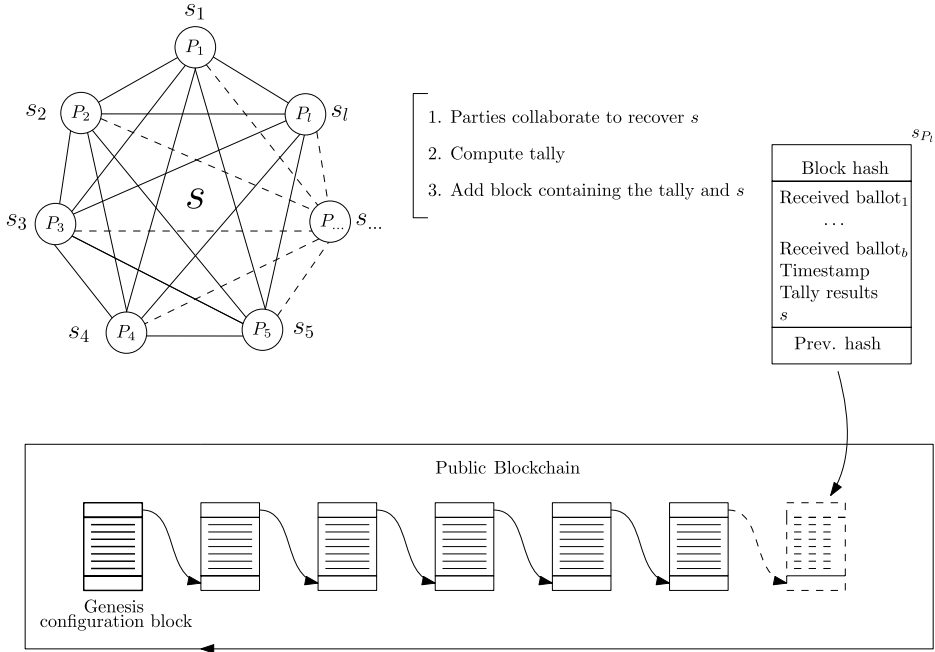 s1
P1
s2
P2
Pl
sl
s
s3
P3
P...
s...
s4
P4
P5
s5
1. Parties collaborate to recover s
2. Compute tally
3. Add block containing the tally and s
sPl
Block hash
Received ballot1
...
Received ballotb
Timestamp
Tally results
s
Prev. hash
Public Blockchain
Genesis
configuration block